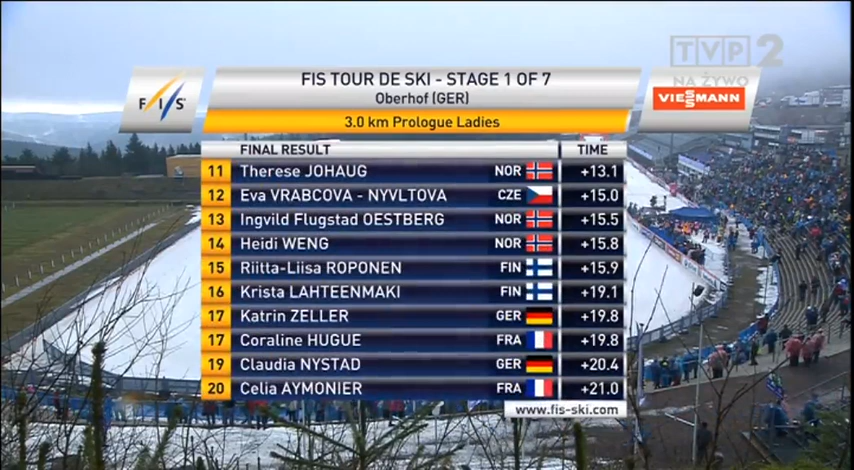 TVP 2
NA ŻYWO
FIS
FIS TOUR DE SKI - STAGE 1 OF 7
Oberhof (GER)
VIESSMANN
3.0 km Prologue Ladies
FINAL RESULT TIME
11 Therese JOHAUG NOR +13.1
12 Eva VRABCOVA - NYVLTOVA CZE +15.0
13 Ingvild Flugstad OESTBERG NOR +15.5
14 Heidi WENG NOR +15.8
15 Riitta-Liisa ROPONEN FIN +15.9
16 Krista LAHTEENMAKI FIN +19.1
17 Katrin ZELLER GER +19.8
17 Coraline HUGUE FRA +19.8
19 Claudia NYSTAD GER +20.4
20 Celia AYMONIER FRA +21.0
www.fis-ski.com